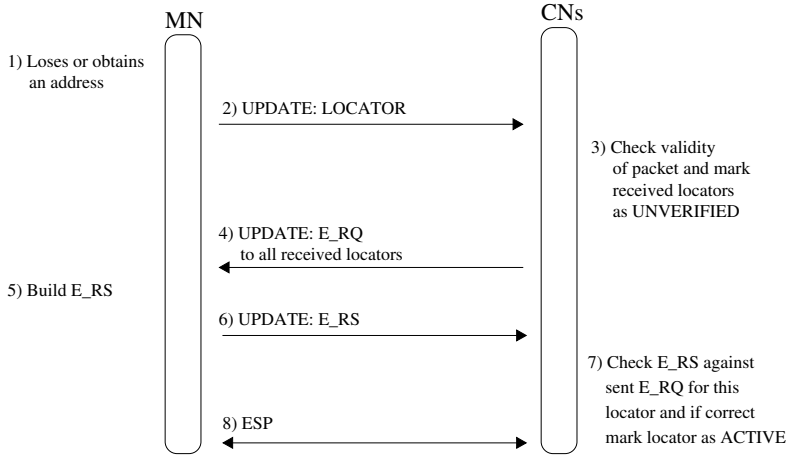 MN
CNs
1) Loses or obtains
an address
2) UPDATE: LOCATOR
3) Check validity
of packet and mark
received locators
as UNVERIFIED
4) UPDATE: E_RQ
to all received locators
5) Build E_RS
6) UPDATE: E_RS
7) Check E_RS against
sent E_RQ for this
locator and if correct
mark locator as ACTIVE
8) ESP